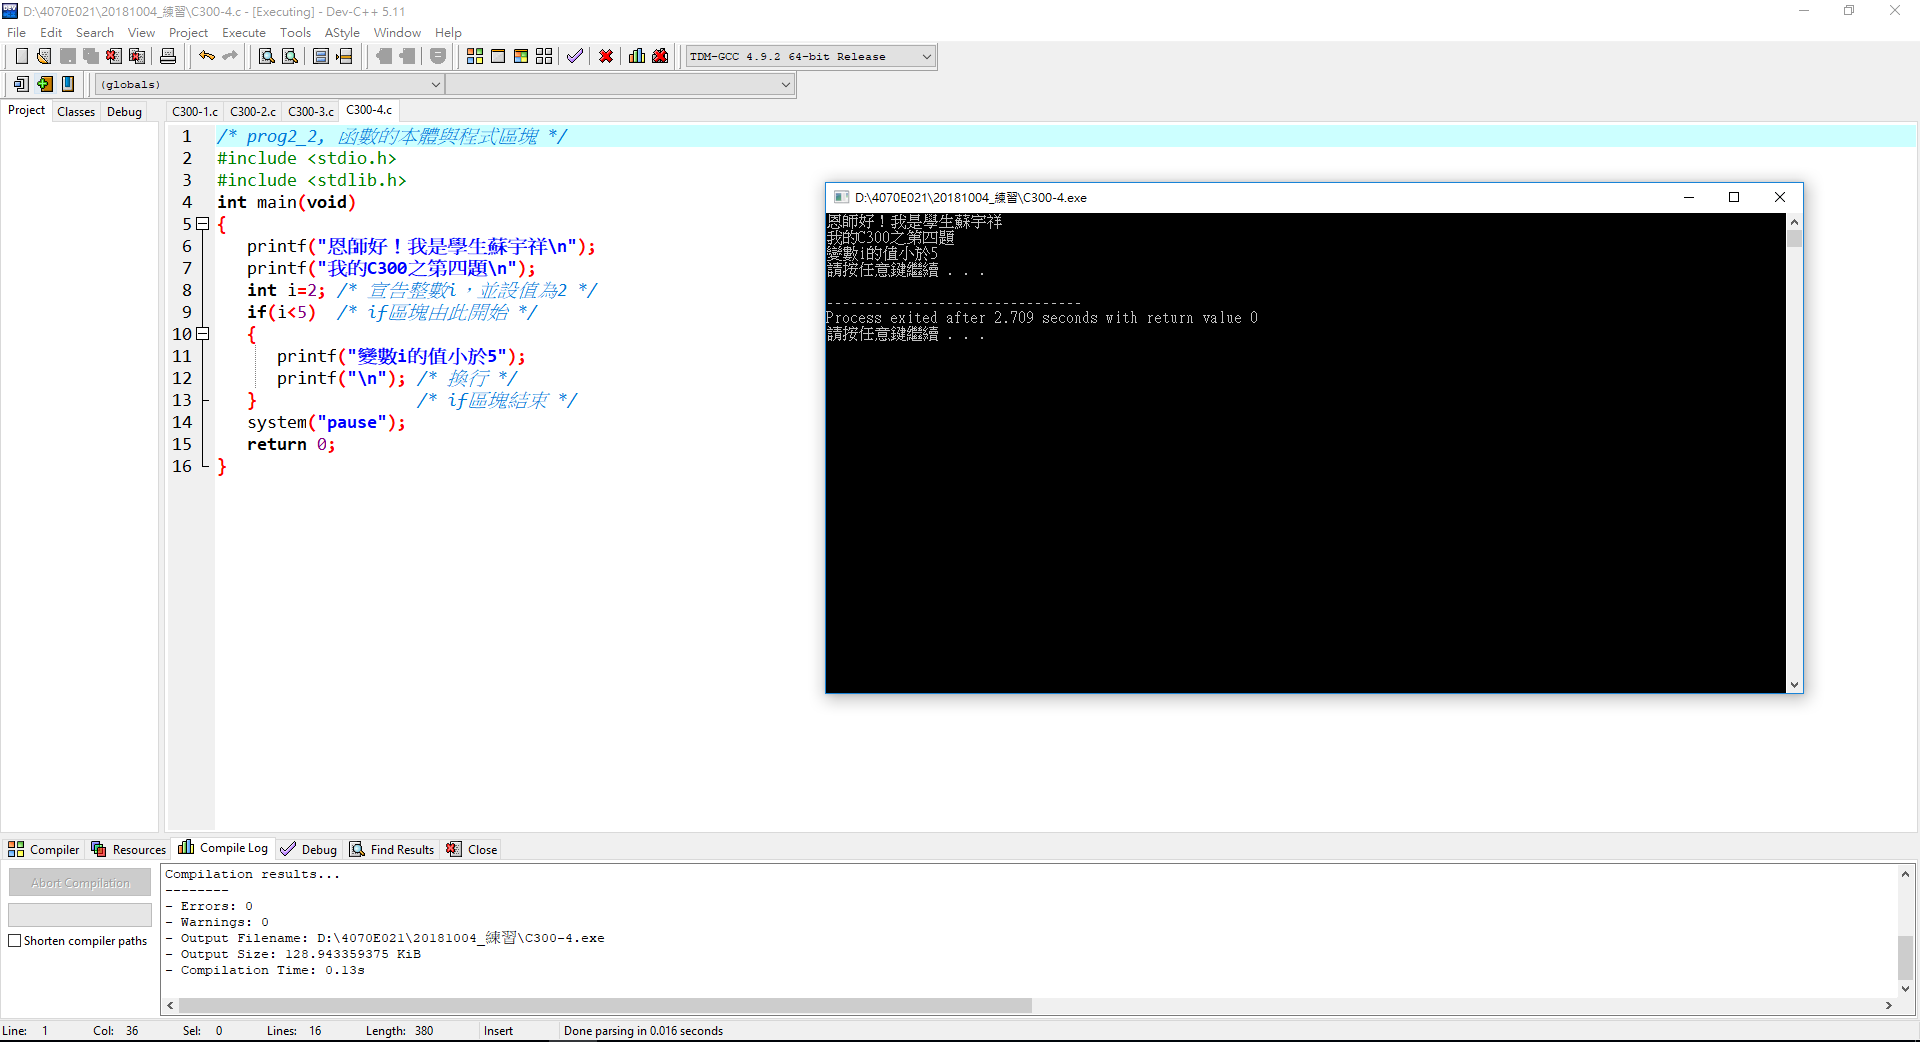 D:\4070E021\20181004_練習\C300-4.c - [Executing] - Dev-C++ 5.11
File Edit Search View Project Execute Tools AStyle Window Help
TDM-GCC 4.9.2 64-bit Release
(globals)
Project Classes Debug
C300-1.c C300-2.c C300-3.c C300-4.c
1 /* prog2_2, 函數的本體與程式區塊 */
2 #include <stdio.h>
3 #include <stdlib.h>
4 int main(void)
5 {
6 printf("恩師好！我是學生蘇宇祥\n");
7 printf("我的C300之第四題\n");
8 int i=2; /* 宣告整數i，並設值為2 */
9 if(i<5) /* if區塊由此開始 */
10 {
11 printf("變數i的值小於5");
12 printf("\n"); /* 換行 */
13 } /* if區塊結束 */
14 system("pause");
15 return 0;
16 }
D:\4070E021\20181004_練習\C300-4.exe
恩師好！我是學生蘇宇祥
我的C300之第四題
變數i的值小於5
請按任意鍵繼續 . . .
--------------------------------
Process exited after 2.709 seconds with return value 0
請按任意鍵繼續 . . .
Compiler Resources Compile Log Debug Find Results Close
Abort Compilation
Shorten compiler paths
Compilation results...
--------
- Errors: 0
- Warnings: 0
- Output Filename: D:\4070E021\20181004_練習\C300-4.exe
- Output Size: 128.943359375 KiB
- Compilation Time: 0.13s
Line: 1 Col: 36 Sel: 0 Lines: 16 Length: 380 Insert Done parsing in 0.016 seconds